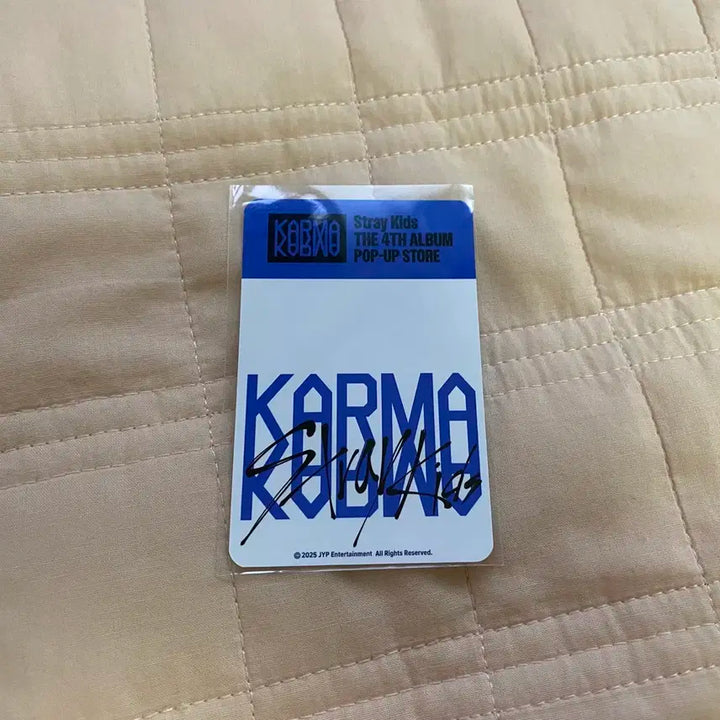 KARMA
KARMA
Stray Kids
THE 4TH ALBUM
POP-UP STORE
KARMA
KARMA
Stray Kids
© 2025 JYP Entertainment All Rights Reserved.